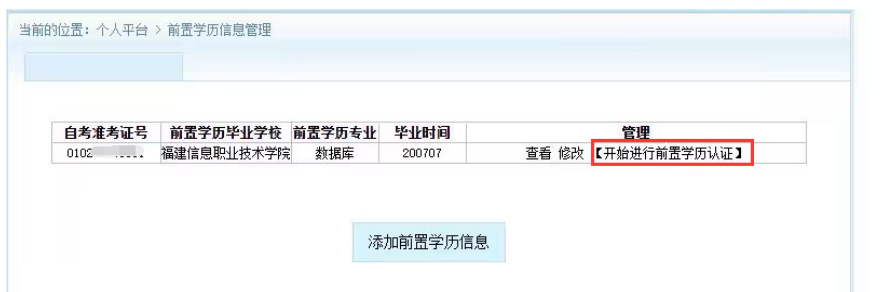 当前的位置：个人平台 > 前置学历信息管理
自考准考证号 前置学历毕业学校 前置学历专业 毕业时间 管理
0102 福建信息职业技术学院 数据库 200707 查看 修改 【开始进行前置学历认证】
添加前置学历信息